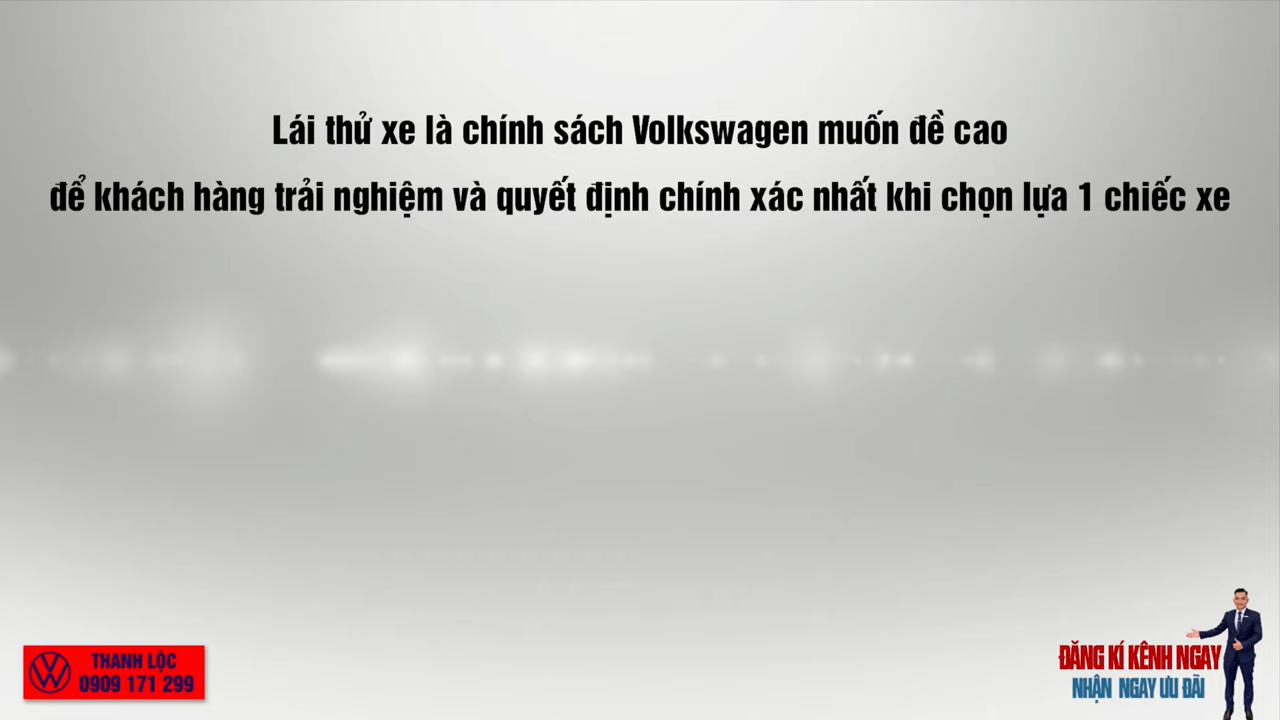 Lái thử xe là chính sách Volkswagen muốn đề cao
để khách hàng trải nghiệm và quyết định chính xác nhất khi chọn lựa 1 chiếc xe
THANH LỘC
0909 171 299
ĐĂNG KÍ KÊNH NGAY
NHẬN NGAY ƯU ĐÃI